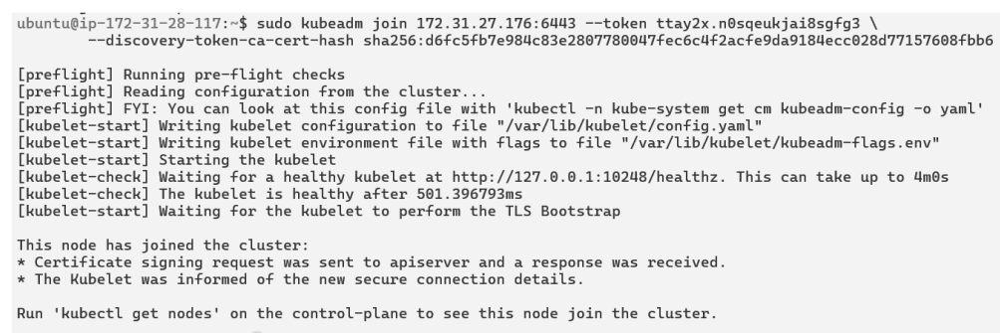 ubuntu@ip-172-31-28-117:~$ sudo kubeadm join 172.31.27.176:6443 --token ttay2x.n0sqeukjai8sgfg3 \
--discovery-token-ca-cert-hash sha256:d6fc5fb7e984c83e2807780047fec6c4f2acfe9da9184ecc028d77157608fbb6
[preflight] Running pre-flight checks
[preflight] Reading configuration from the cluster...
[preflight] FYI: You can look at this config file with 'kubectl -n kube-system get cm kubeadm-config -o yaml'
[kubelet-start] Writing kubelet configuration to file "/var/lib/kubelet/config.yaml"
[kubelet-start] Writing kubelet environment file with flags to file "/var/lib/kubelet/kubeadm-flags.env"
[kubelet-start] Starting the kubelet
[kubelet-check] Waiting for a healthy kubelet at http://127.0.0.1:10248/healthz. This can take up to 4m0s
[kubelet-check] The kubelet is healthy after 501.396793ms
[kubelet-start] Waiting for the kubelet to perform the TLS Bootstrap
This node has joined the cluster:
* Certificate signing request was sent to apiserver and a response was received.
* The Kubelet was informed of the new secure connection details.
Run 'kubectl get nodes' on the control-plane to see this node join the cluster.